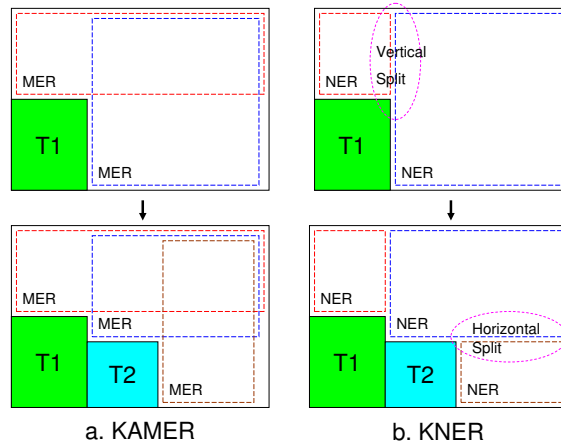 MER
T1
MER
Vertical
Split
NER
T1
NER
MER
MER
T1
T2
MER
NER
NER
Horizontal
Split
T1
T2
NER
a. KAMER
b. KNER